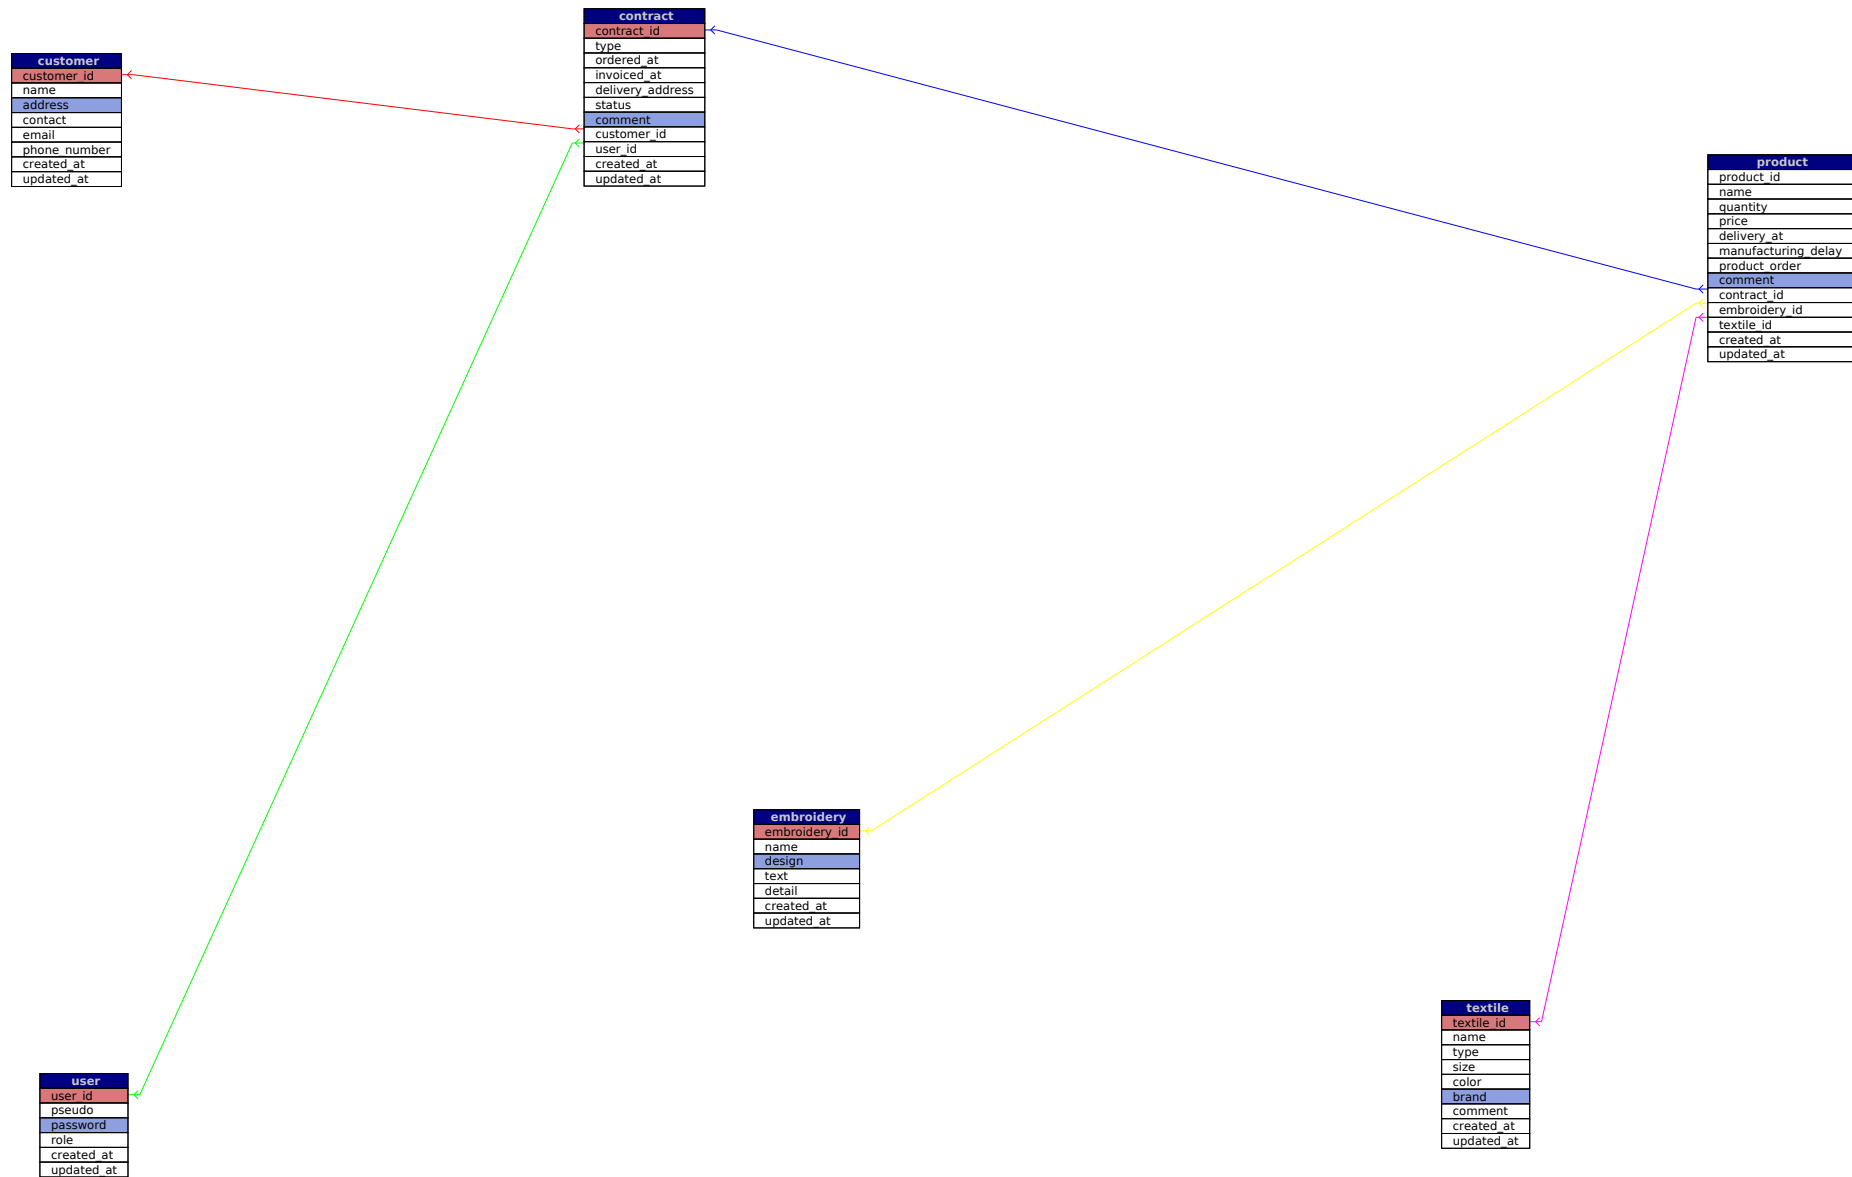 contract
contract_id
type
ordered_at
invoiced_at
delivery_address
status
comment
customer_id
user_id
created_at
updated_at
customer
customer_id
name
address
contact
email
phone_number
created_at
updated_at
product
product_id
name
quantity
price
delivery_at
manufacturing_delay
product_order
comment
contract_id
embroidery_id
textile_id
created_at
updated_at
embroidery
embroidery_id
name
design
text
detail
created_at
updated_at
textile
textile_id
name
type
size
color
brand
comment
created_at
updated_at
user
user_id
pseudo
password
role
created_at
updated_at